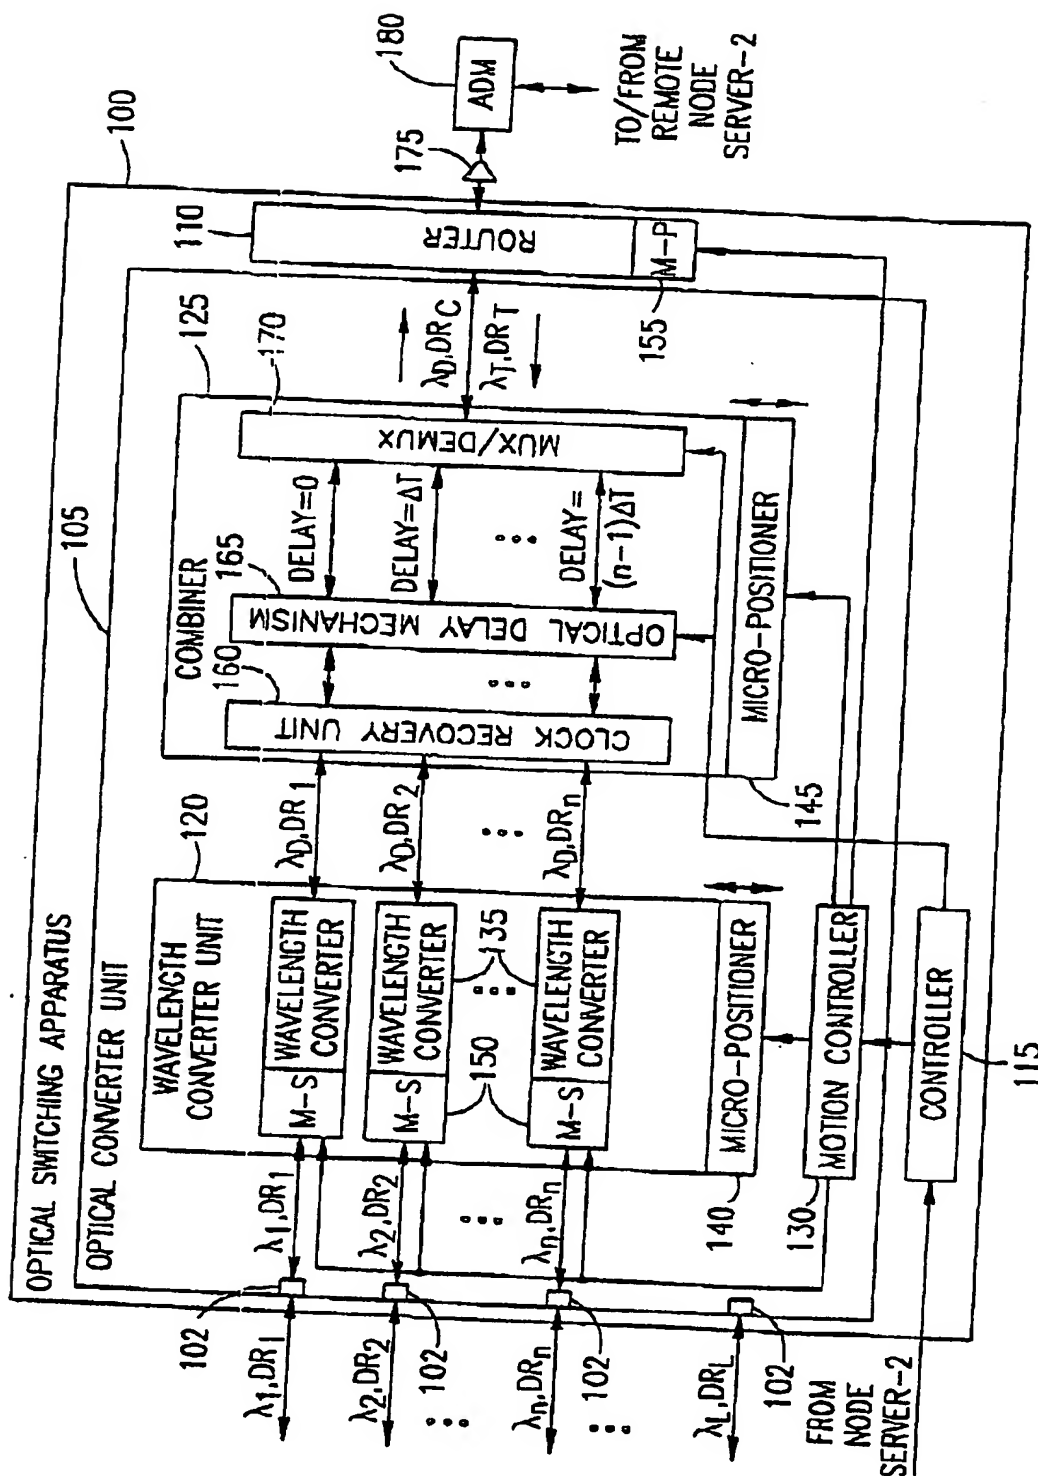 OPTICAL SWITCHING APPARATUS
100
OPTICAL CONVERTER UNIT
105
WAVELENGTH
CONVERTER UNIT
120
COMBINER
125
110
180
ADM
175
TO/FROM
REMOTE
NODE
SERVER-2
ROUTER
M-P
155
170
MUX/DEMUX
λD,DRC
λT,DRT
DELAY=0
DELAY=ΔT
DELAY=
(n-1)ΔT
165
OPTICAL DELAY MECHANISM
160
CLOCK RECOVERY UNIT
MICRO-POSITIONER
145
λD,DR1
λD,DR2
λD,DRn
M-S
WAVELENGTH
CONVERTER
M-S
WAVELENGTH
CONVERTER
M-S
WAVELENGTH
CONVERTER
135
150
MICRO-POSITIONER
140
MOTION CONTROLLER
130
CONTROLLER
115
λ1,DR1
λ2,DR2
λn,DRn
102
102
102
102
λ1,DR1
λ2,DR2
λn,DRn
λL,DRL
FROM
NODE
SERVER-2